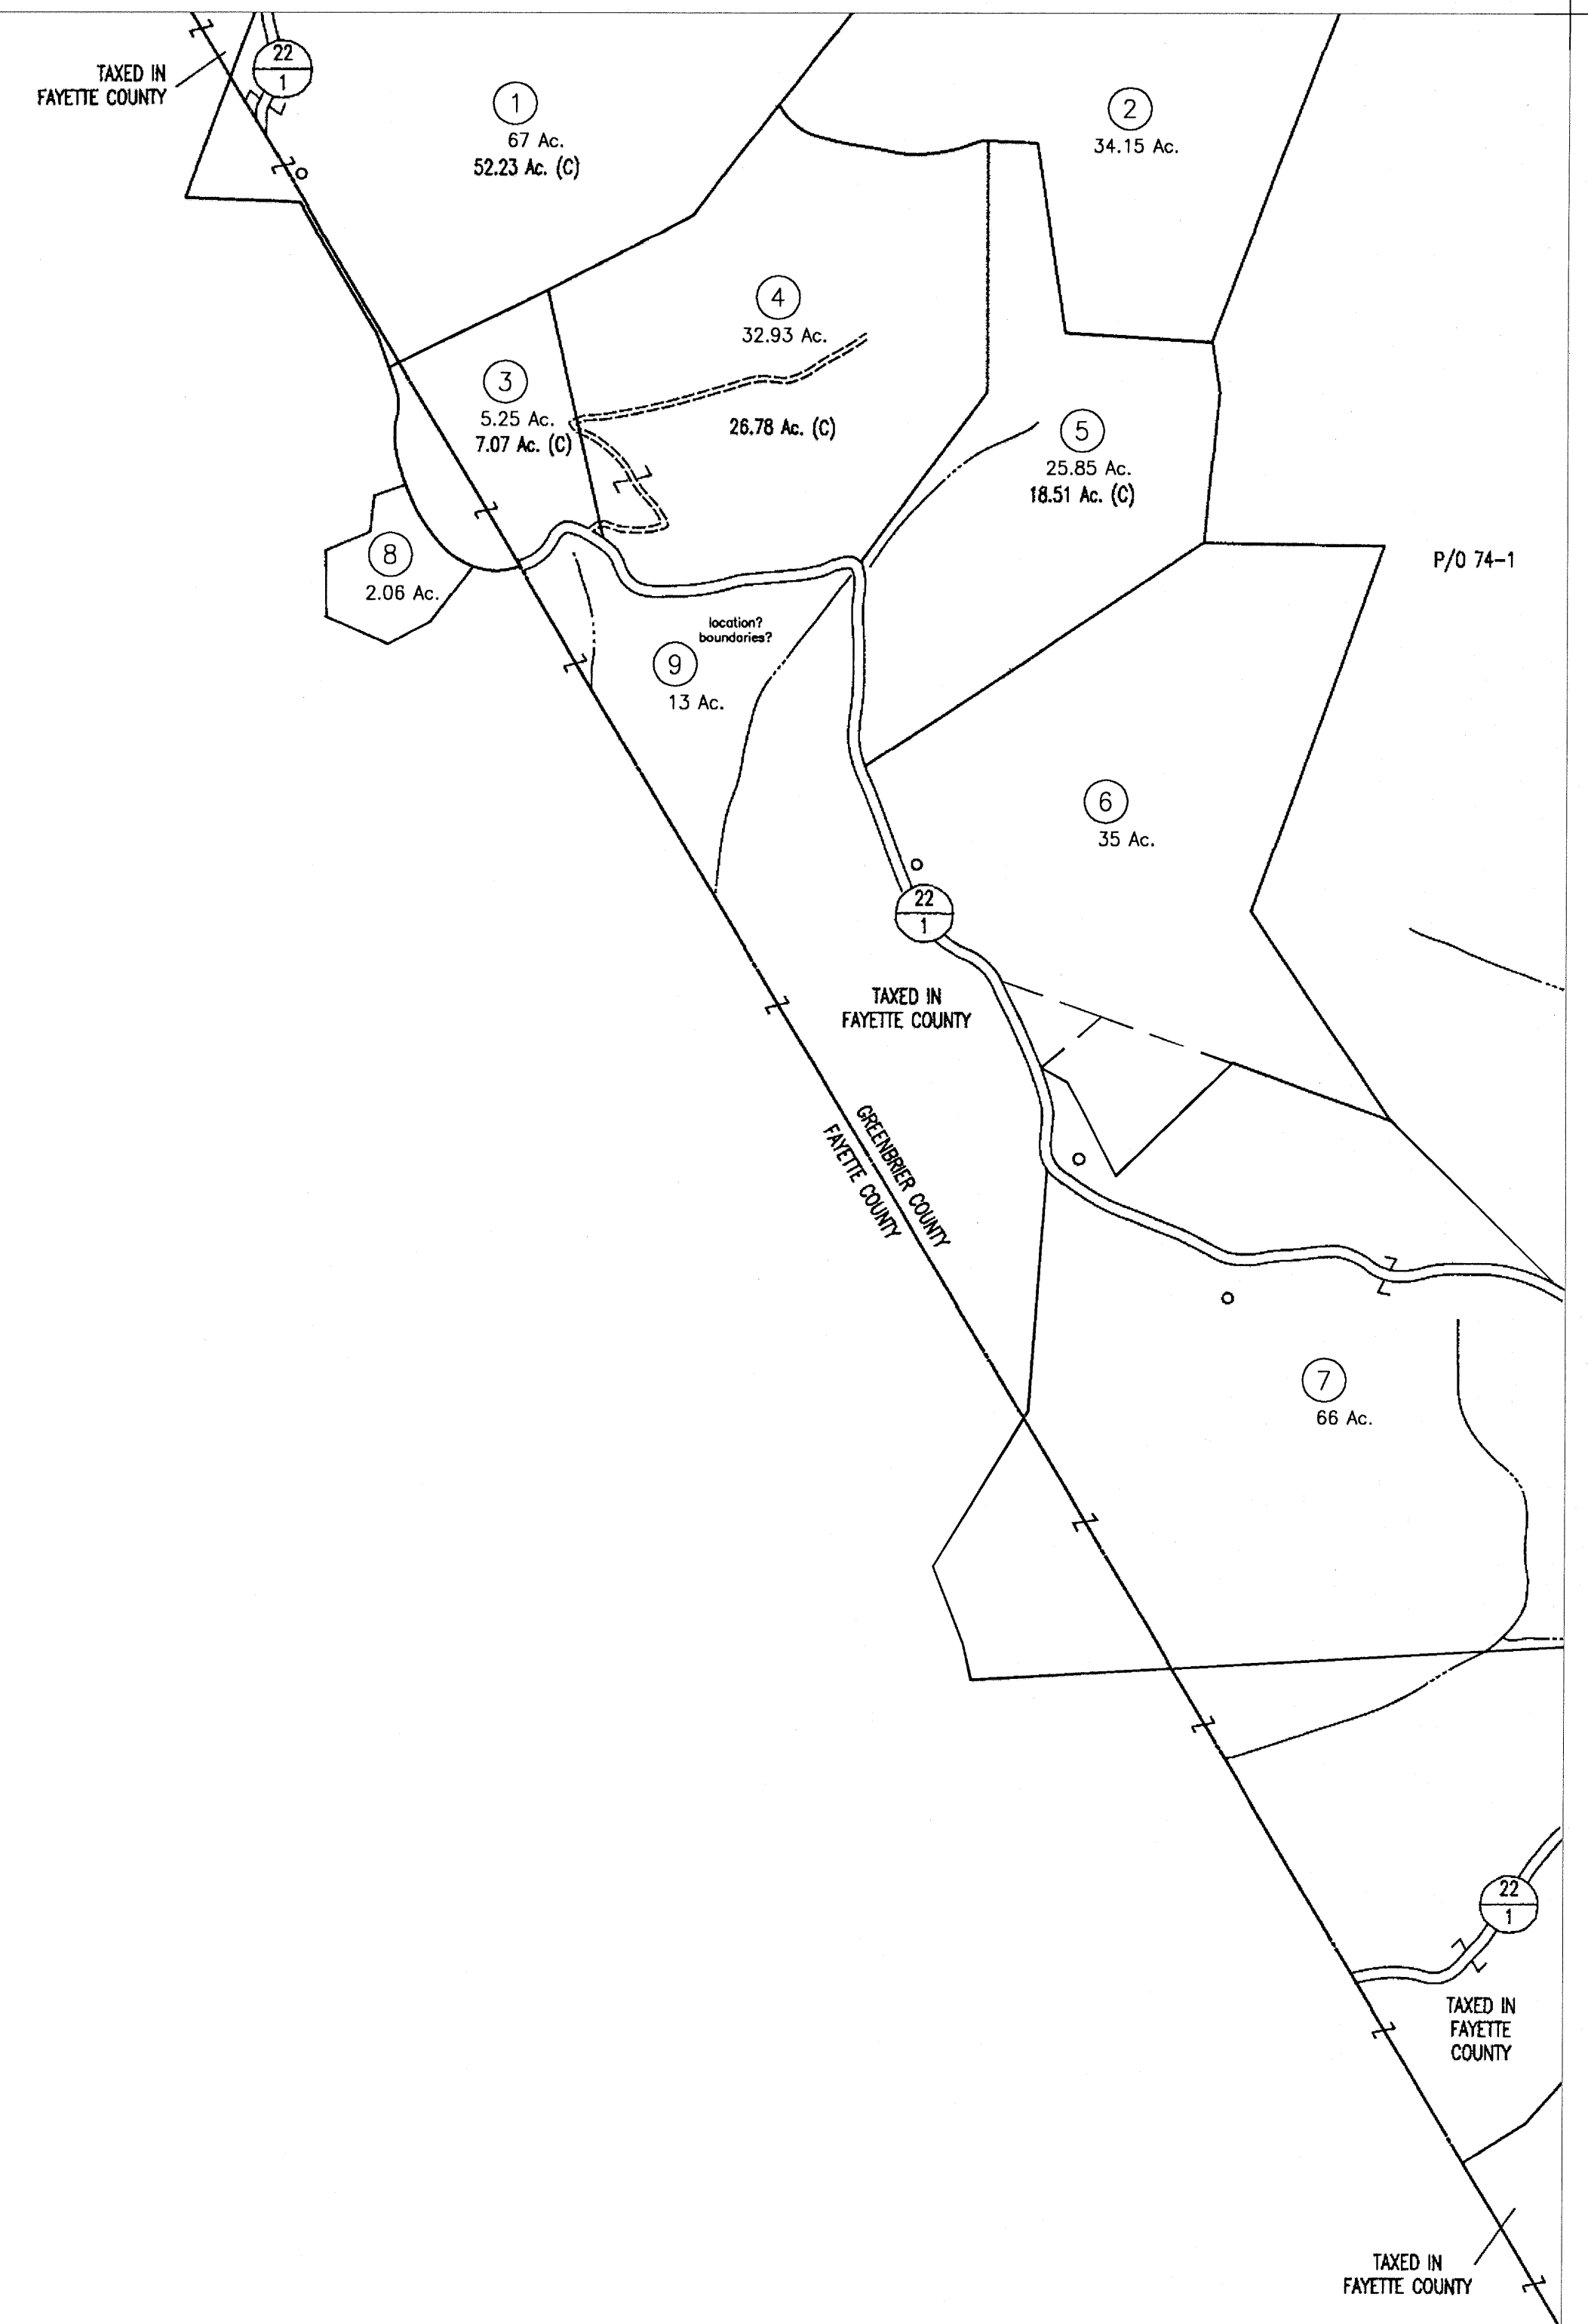 22
1
TAXED IN
FAYETTE COUNTY
1
67 Ac.
52.23 Ac. (C)
2
34.15 Ac.
4
32.93 Ac.
26.78 Ac. (C)
3
5.25 Ac.
7.07 Ac. (C)
5
25.85 Ac.
18.51 Ac. (C)
8
2.06 Ac.
P/O 74-1
location?
boundaries?
9
13 Ac.
6
35 Ac.
22
1
TAXED IN
FAYETTE COUNTY
GREENBRIER COUNTY
FAYETTE COUNTY
7
66 Ac.
22
1
TAXED IN
FAYETTE
COUNTY
TAXED IN
FAYETTE COUNTY